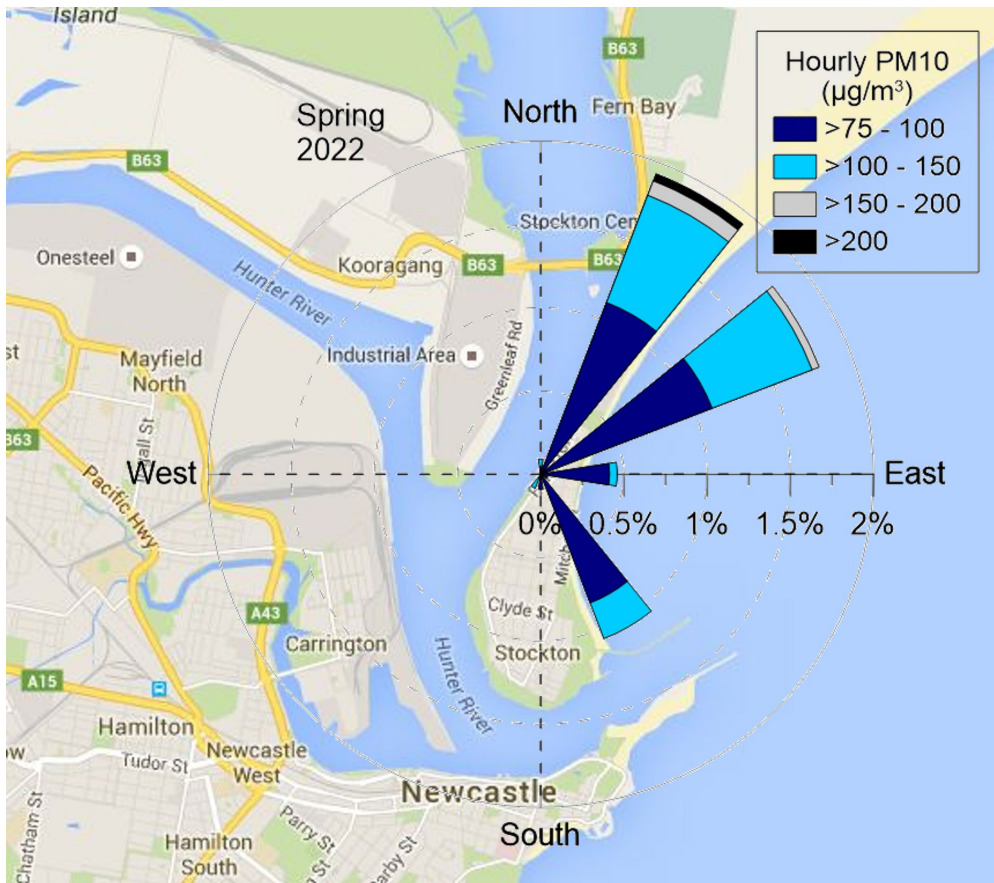 Island
B63
Fern Bay
Hourly PM10
(µg/m³)
>75 - 100
>100 - 150
>150 - 200
>200
Spring
2022
North
B63
Stockton Cen
Onesteel
Kooragang
B63
B63
Hunter River
Industrial Area
Greenleaf Rd
st
Mayfield
North
B63
West
East
Pacific Hwy
0%
0.5%
1%
1.5%
2%
Clyde St
A43
Carrington
Stockton
Hunter River
A15
Hamilton
Newcastle
West
Tudor St
Newcastle
South
Parry St
Hamilton
South
Chatham St